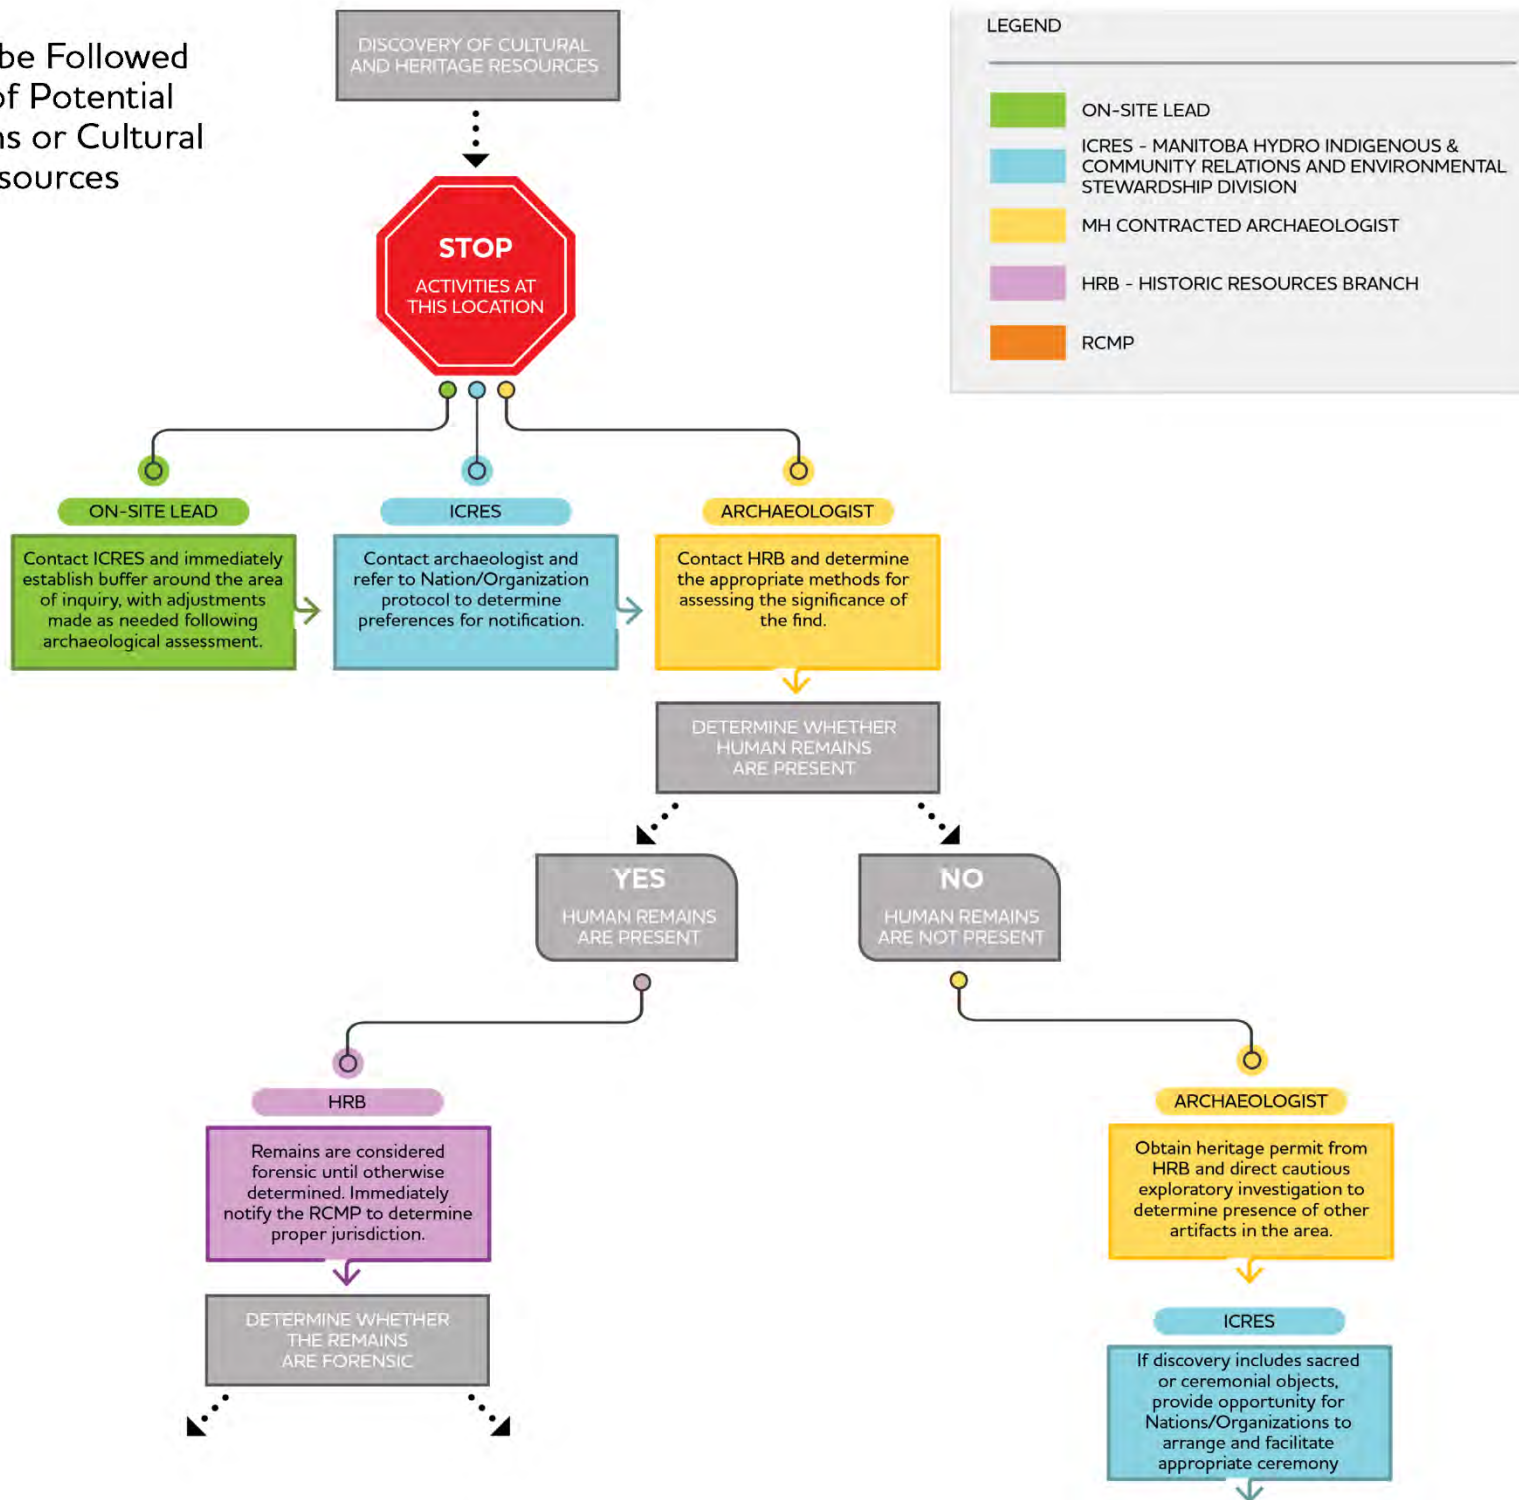 be Followed
of Potential
ns or Cultural
sources
DISCOVERY OF CULTURAL
AND HERITAGE RESOURCES
LEGEND
ON-SITE LEAD
ICRES - MANITOBA HYDRO INDIGENOUS &
COMMUNITY RELATIONS AND ENVIRONMENTAL
STEWARDSHIP DIVISION
MH CONTRACTED ARCHAEOLOGIST
HRB - HISTORIC RESOURCES BRANCH
RCMP
STOP
ACTIVITIES AT
THIS LOCATION
ON-SITE LEAD
Contact ICRES and immediately
establish buffer around the area
of inquiry, with adjustments
made as needed following
archaeological assessment.
ICRES
Contact archaeologist and
refer to Nation/Organization
protocol to determine
preferences for notification.
ARCHAEOLOGIST
Contact HRB and determine
the appropriate methods for
assessing the significance of
the find.
DETERMINE WHETHER
HUMAN REMAINS
ARE PRESENT
YES
HUMAN REMAINS
ARE PRESENT
NO
HUMAN REMAINS
ARE NOT PRESENT
HRB
Remains are considered
forensic until otherwise
determined. Immediately
notify the RCMP to determine
proper jurisdiction.
DETERMINE WHETHER
THE REMAINS
ARE FORENSIC
ARCHAEOLOGIST
Obtain heritage permit from
HRB and direct cautious
exploratory investigation to
determine presence of other
artifacts in the area.
ICRES
If discovery includes sacred
or ceremonial objects,
provide opportunity for
Nations/Organizations to
arrange and facilitate
appropriate ceremony